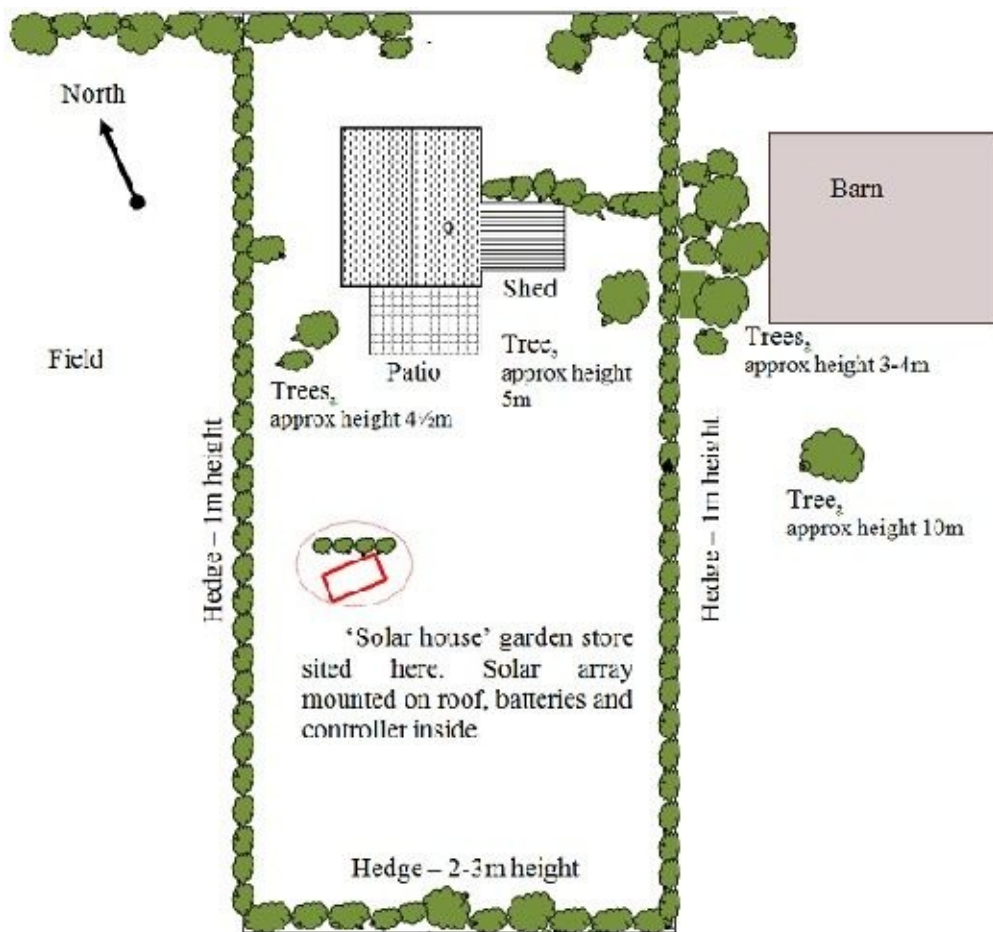 North
Barn
Shed
Field
Patio
Tree,
approx height
5m
Trees,
approx height 3-4m
Trees,
approx height 4½m
Hedge – 1m height
Hedge – 1m height
Tree,
approx height 10m
‘Solar house’ garden store
sited here. Solar array
mounted on roof, batteries and
controller inside
Hedge – 2-3m height